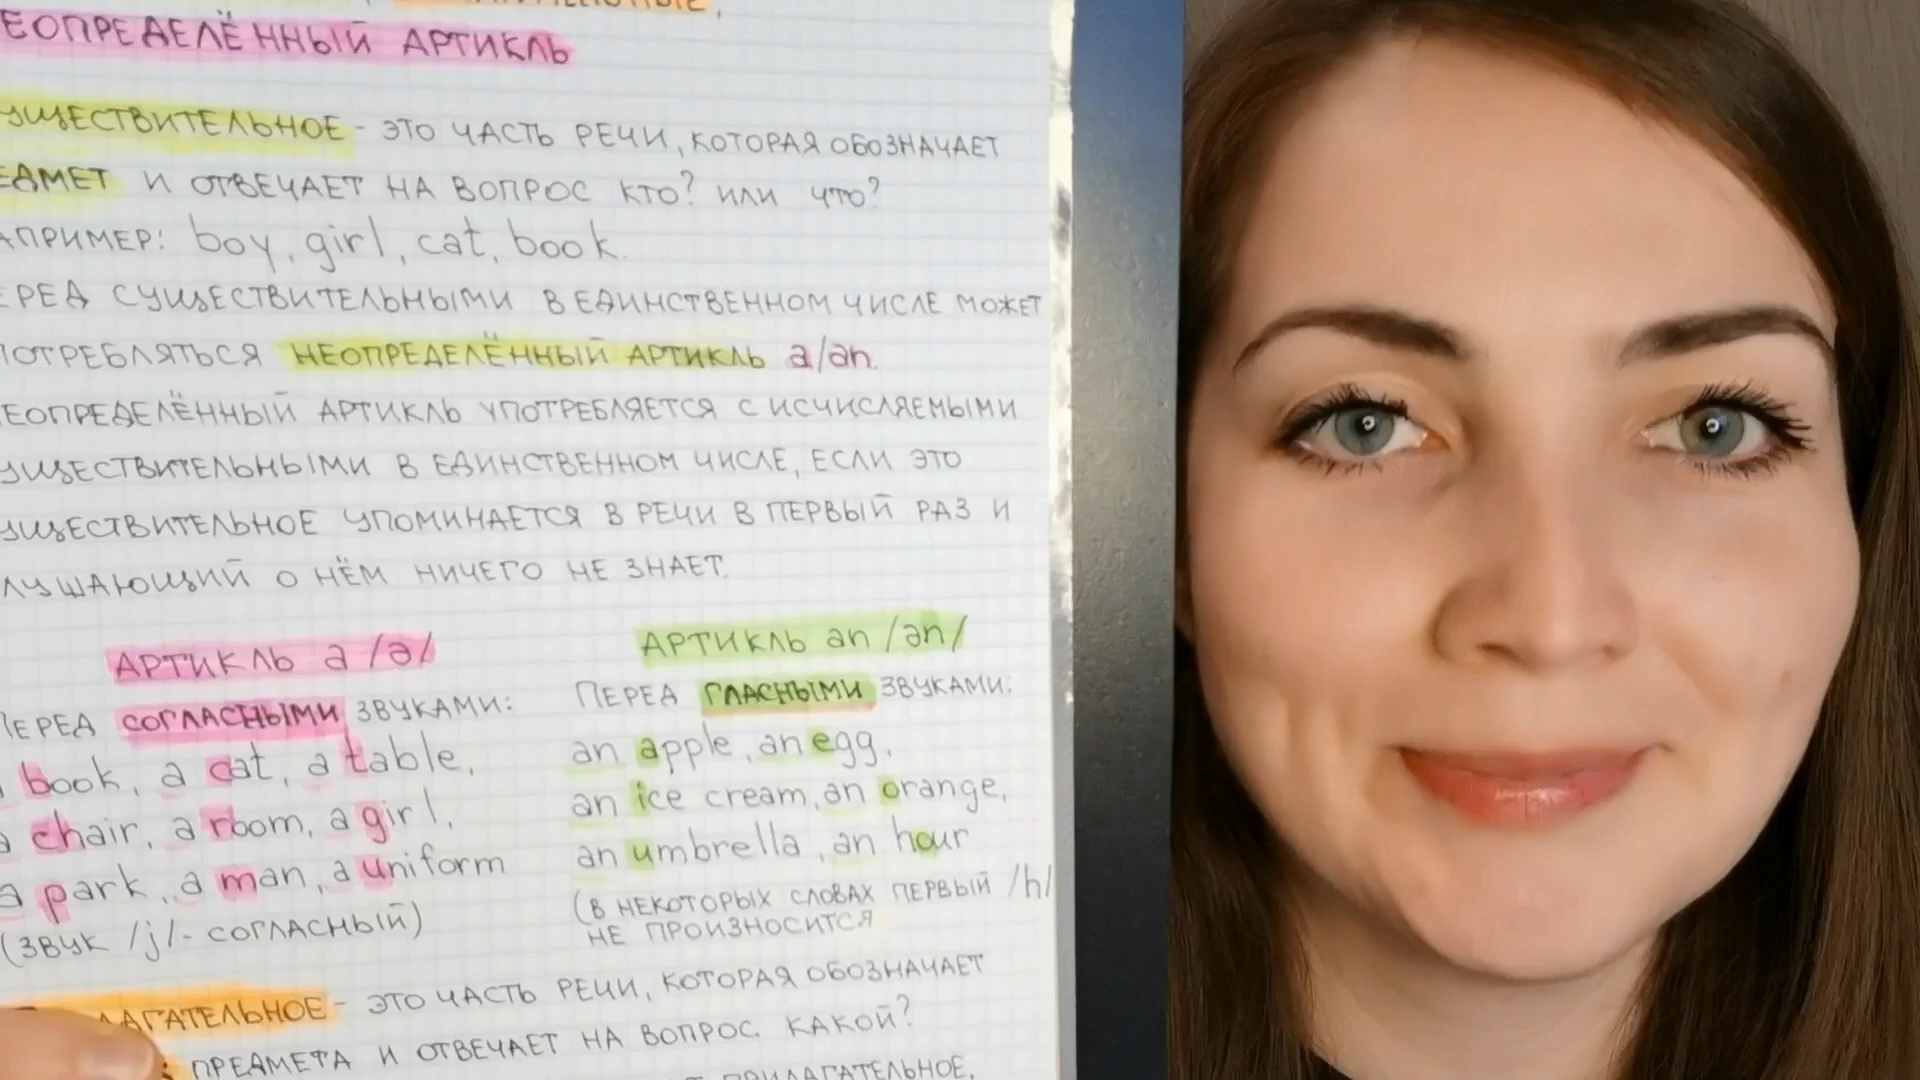 ЕОПРЕДЕЛЁННЫЙ АРТИКЛЬ
УЩЕСТВИТЕЛЬНОЕ - ЭТО ЧАСТЬ РЕЧИ, КОТОРАЯ ОБОЗНАЧАЕТ
ЕДМЕТ И ОТВЕЧАЕТ НА ВОПРОС КТО? ИЛИ ЧТО?
АПРИМЕР: boy, girl, cat, book.
ЕРЕД СУЩЕСТВИТЕЛЬНЫМИ В ЕДИНСТВЕННОМ ЧИСЛЕ МОЖЕТ
ПОТРЕБЛЯТЬСЯ НЕОПРЕДЕЛЁННЫЙ АРТИКЛЬ a/an.
ЕОПРЕДЕЛЁННЫЙ АРТИКЛЬ УПОТРЕБЛЯЕТСЯ С ИСЧИСЛЯЕМЫМИ
УЩЕСТВИТЕЛЬНЫМИ В ЕДИНСТВЕННОМ ЧИСЛЕ, ЕСЛИ ЭТО
УЩЕСТВИТЕЛЬНОЕ УПОМИНАЕТСЯ В РЕЧИ В ПЕРВЫЙ РАЗ И
ЛУШАЮЩИЙ О НЁМ НИЧЕГО НЕ ЗНАЕТ.
АРТИКЛЬ a /ə/
ПЕРЕД СОГЛАСНЫМИ ЗВУКАМИ:
book, a cat, a table,
a chair, a room, a girl,
a park, a man, a uniform
(ЗВУК /j/- СОГЛАСНЫЙ)
АРТИКЛЬ an /ən/
ПЕРЕД ГЛАСНЫМИ ЗВУКАМИ:
an apple, an egg,
an ice cream, an orange,
an umbrella, an hour
(В НЕКОТОРЫХ СЛОВАХ ПЕРВЫЙ /h/
НЕ ПРОИЗНОСИТСЯ
ЛАГАТЕЛЬНОЕ - ЭТО ЧАСТЬ РЕЧИ, КОТОРАЯ ОБОЗНАЧАЕТ
ПРЕДМЕТА И ОТВЕЧАЕТ НА ВОПРОС КАКОЙ?
ПРИЛАГАТЕЛЬНОЕ,